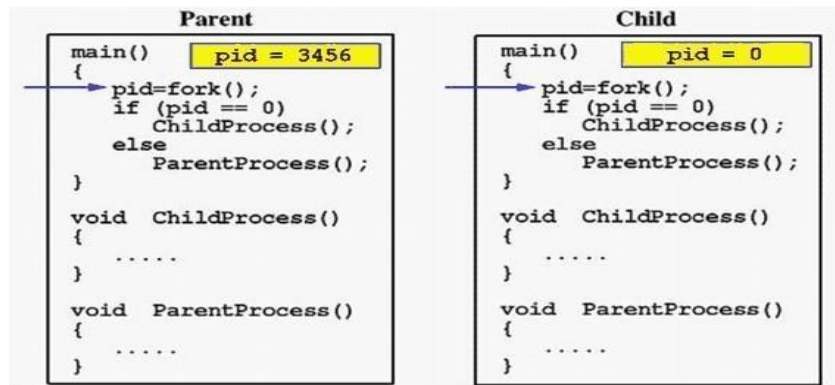 Parent
main()
pid = 3456
{
pid=fork();
if (pid == 0)
ChildProcess();
else
ParentProcess();
}
void ChildProcess()
{
.....
}
void ParentProcess()
{
.....
}
Child
main()
pid = 0
{
pid=fork();
if (pid == 0)
ChildProcess();
else
ParentProcess();
}
void ChildProcess()
{
.....
}
void ParentProcess()
{
.....
}